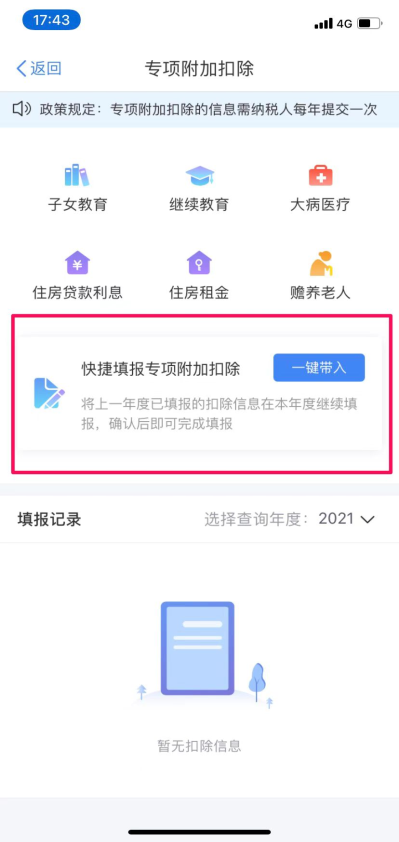 17:43
4G
返回
专项附加扣除
政策规定：专项附加扣除的信息需纳税人每年提交一次
子女教育
继续教育
大病医疗
住房贷款利息
住房租金
赡养老人
快捷填报专项附加扣除
一键带入
将上一年度已填报的扣除信息在本年度继续填
报，确认后即可完成填报
填报记录
选择查询年度：2021
暂无扣除信息